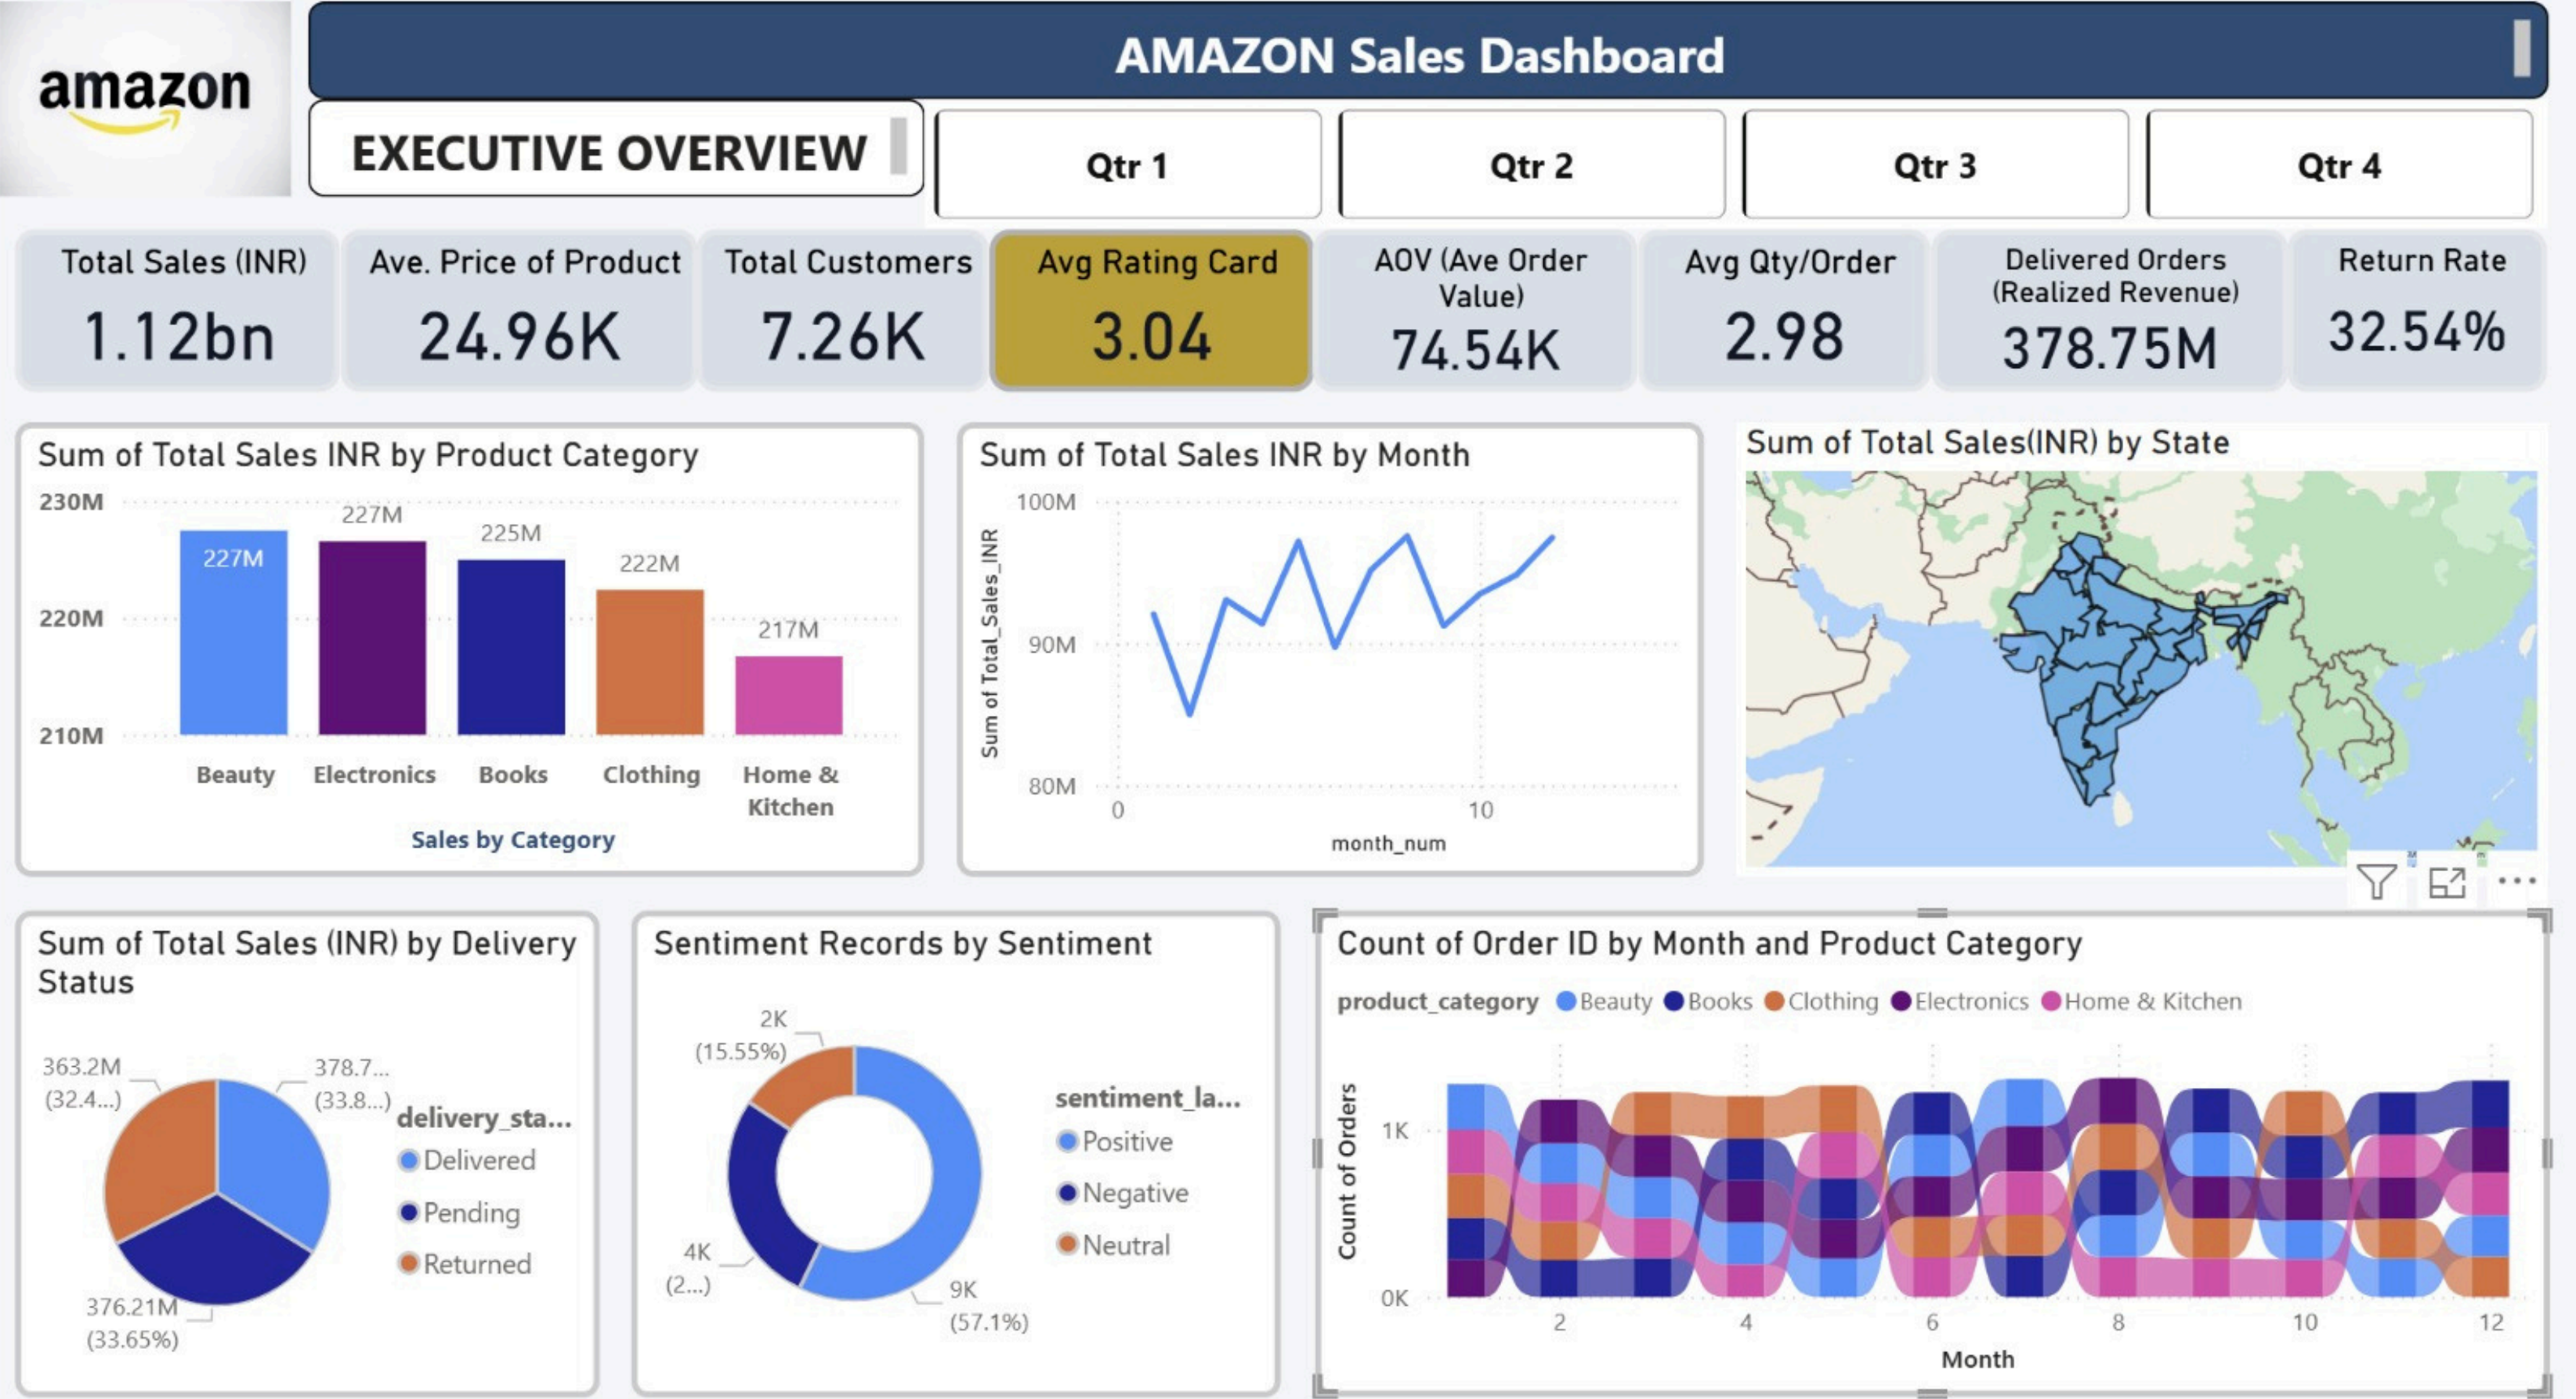 amazon
AMAZON Sales Dashboard
EXECUTIVE OVERVIEW
Qtr 1
Qtr 2
Qtr 3
Qtr 4
Total Sales (INR)
1.12bn
Ave. Price of Product
24.96K
Total Customers
7.26K
Avg Rating Card
3.04
AOV (Ave Order
Value)
74.54K
Avg Qty/Order
2.98
Delivered Orders
(Realized Revenue)
378.75M
Return Rate
32.54%
Sum of Total Sales INR by Product Category
230M
220M
210M
227M
227M
225M
222M
217M
Beauty
Electronics
Books
Clothing
Home &
Kitchen
Sales by Category
Sum of Total Sales INR by Month
Sum of Total_Sales_INR
100M
90M
80M
0
10
month_num
Sum of Total Sales(INR) by State
Sum of Total Sales (INR) by Delivery
Status
363.2M
(32.4...)
378.7...
(33.8...)
376.21M
(33.65%)
delivery_sta...
Delivered
Pending
Returned
Sentiment Records by Sentiment
2K
(15.55%)
4K
(2...)
9K
(57.1%)
sentiment_la...
Positive
Negative
Neutral
Count of Order ID by Month and Product Category
product_category
Beauty
Books
Clothing
Electronics
Home & Kitchen
Count of Orders
1K
0K
2
4
6
8
10
12
Month